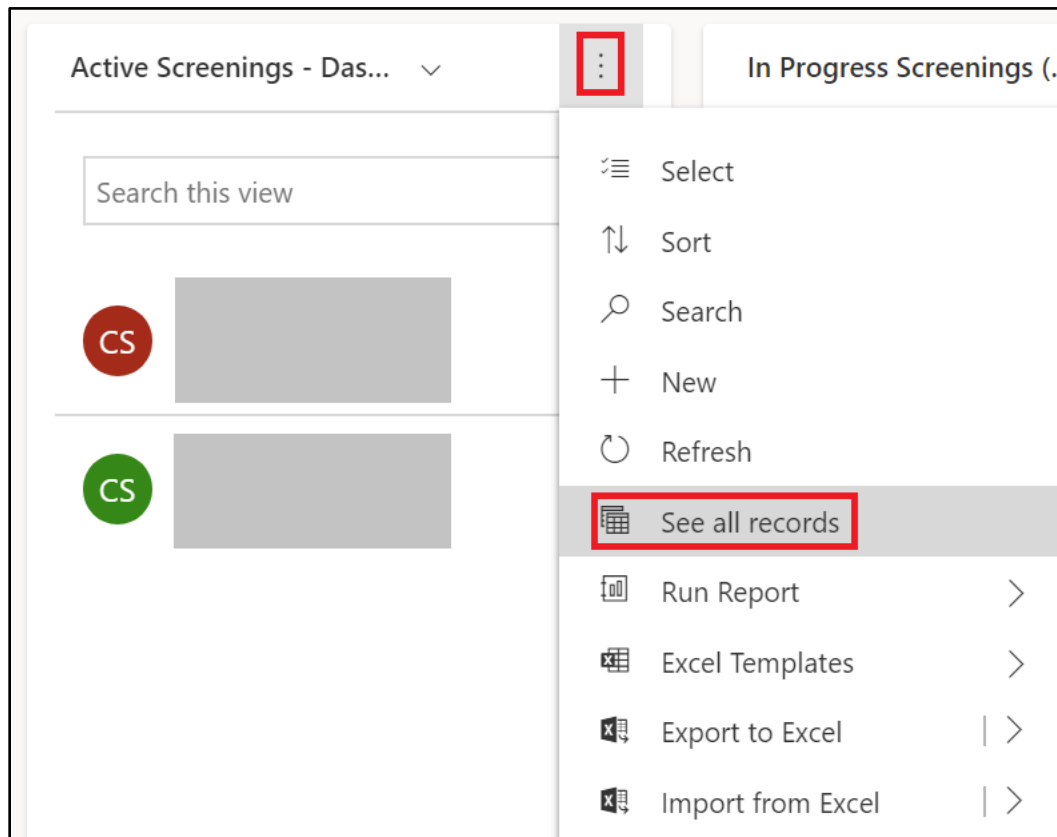 Active Screenings - Das...
In Progress Screenings (.
Search this view
CS
CS
Select
Sort
Search
New
Refresh
See all records
Run Report
Excel Templates
Export to Excel
Import from Excel